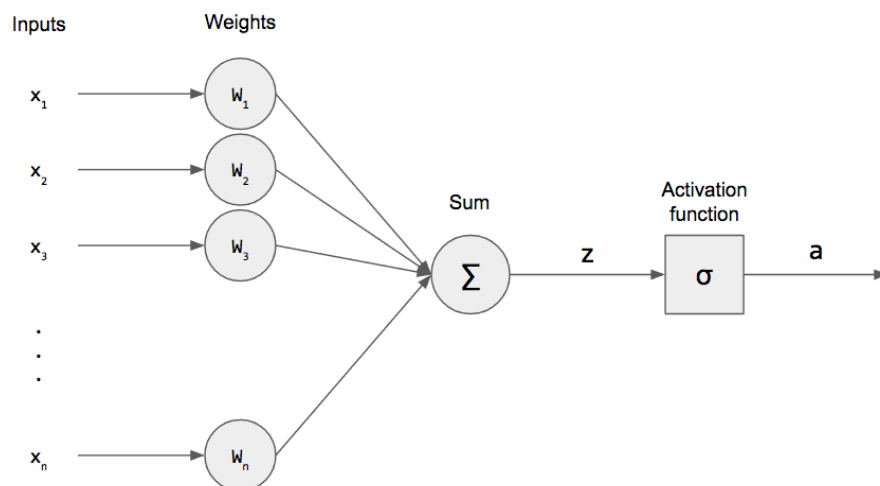 Inputs
Weights
x₁
W₁
x₂
W₂
x₃
W₃
.
.
.
xₙ
Wₙ
Sum
Σ
z
Activation
function
σ
a